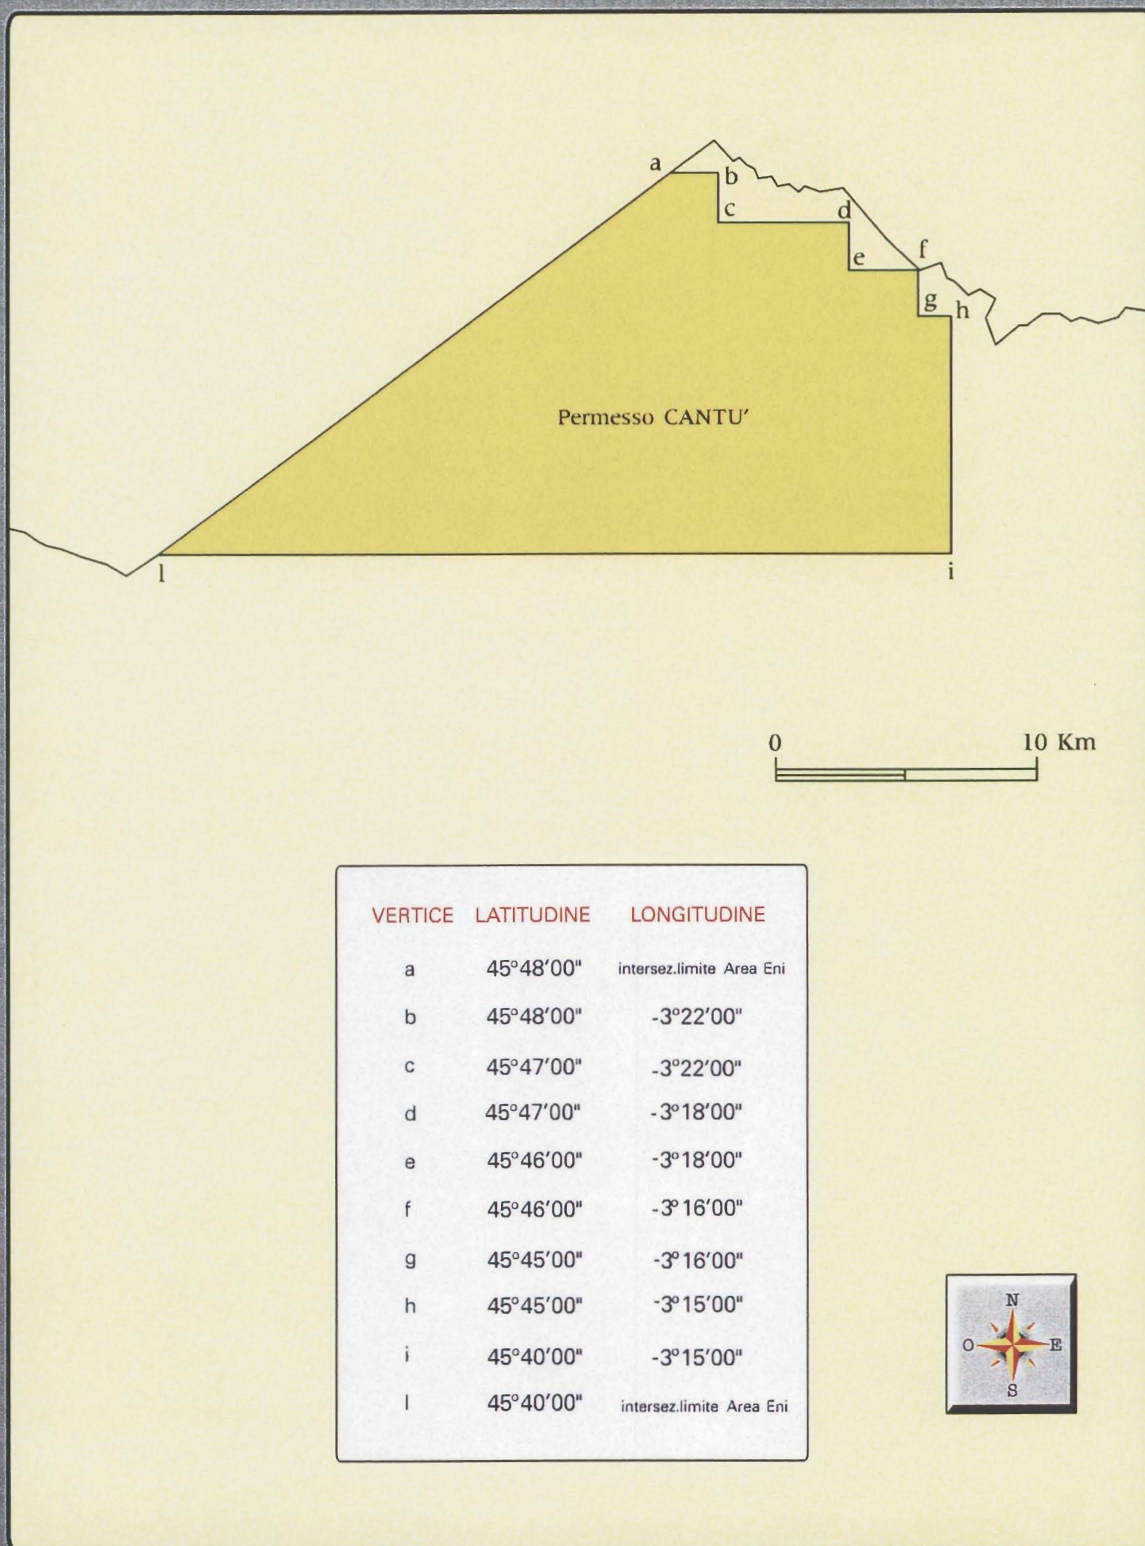 a
b
c
d
e
f
g
h
Permesso CANTU'
l
i
0 10 Km
VERTICE LATITUDINE LONGITUDINE
a 45°48'00" intersez.limite Area Eni
b 45°48'00" -3°22'00"
c 45°47'00" -3°22'00"
d 45°47'00" -3°18'00"
e 45°46'00" -3°18'00"
f 45°46'00" -3°16'00"
g 45°45'00" -3°16'00"
h 45°45'00" -3°15'00"
i 45°40'00" -3°15'00"
l 45°40'00" intersez.limite Area Eni
N
O E
S